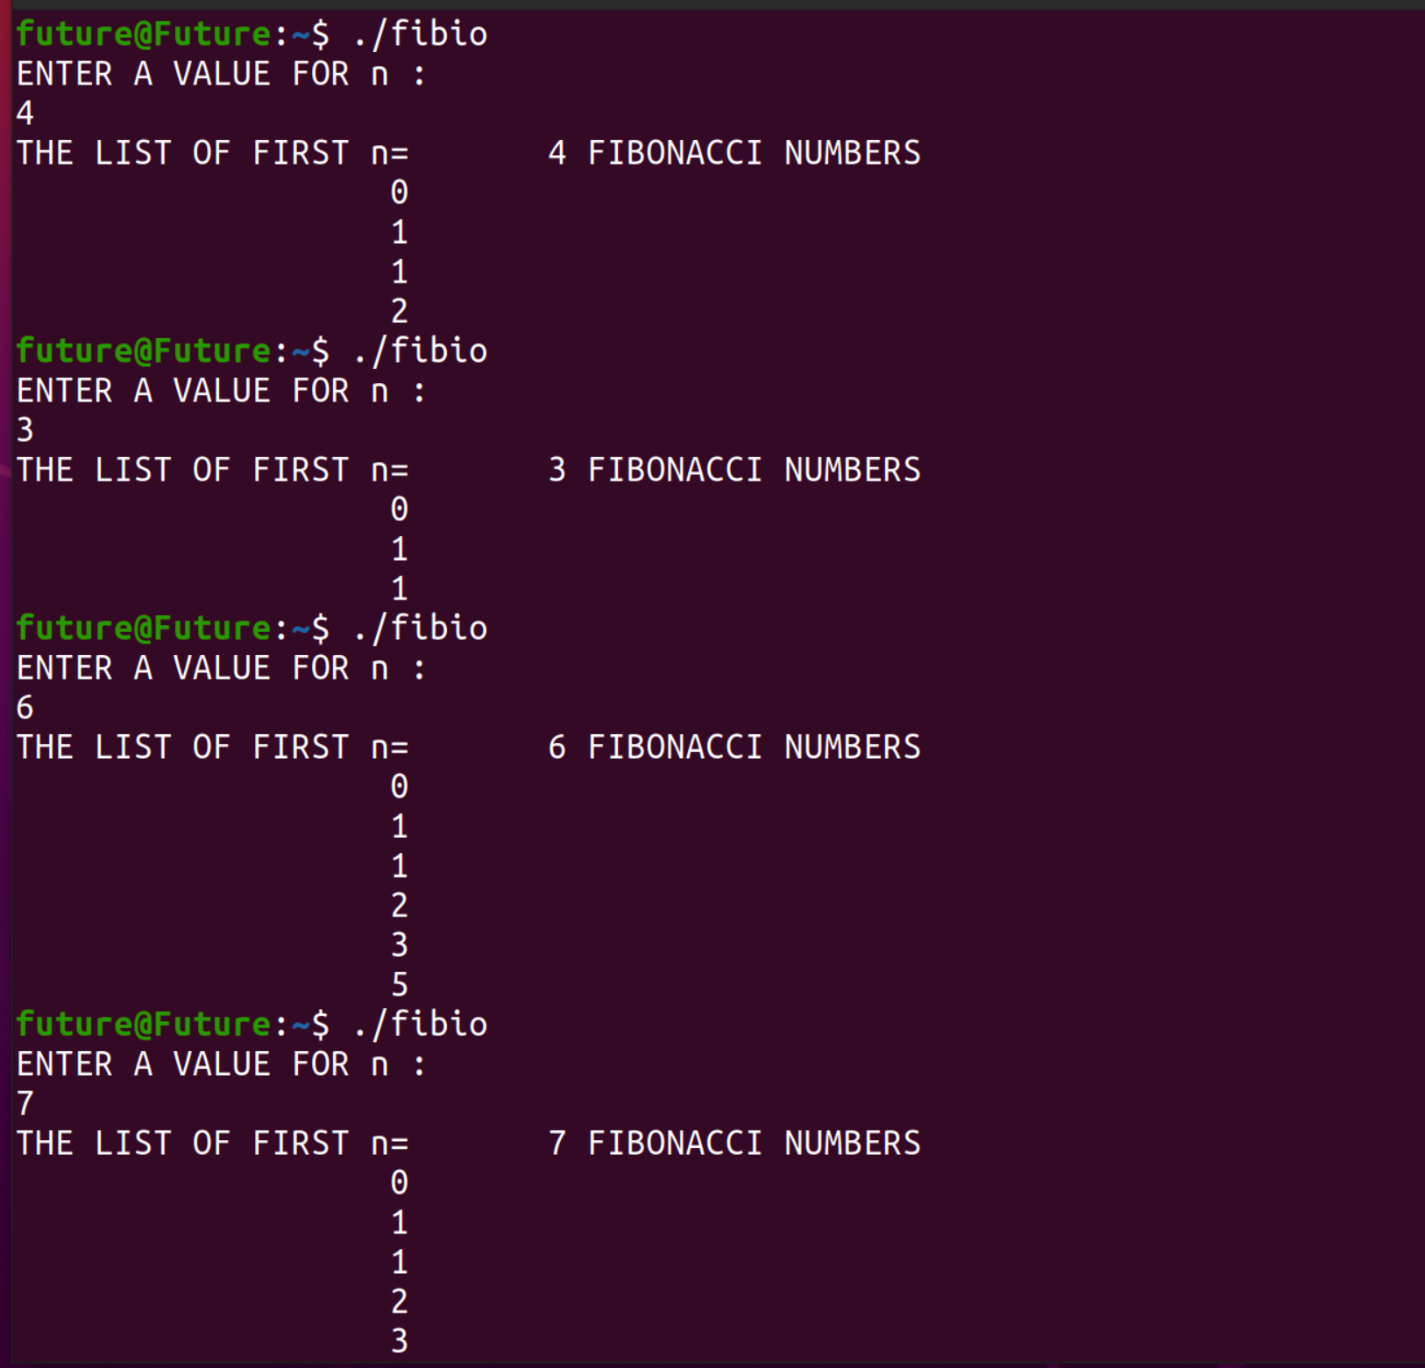 future@Future:~$ ./fibio
ENTER A VALUE FOR n :
4
THE LIST OF FIRST n=       4 FIBONACCI NUMBERS
                   0
                   1
                   1
                   2
future@Future:~$ ./fibio
ENTER A VALUE FOR n :
3
THE LIST OF FIRST n=       3 FIBONACCI NUMBERS
                   0
                   1
                   1
future@Future:~$ ./fibio
ENTER A VALUE FOR n :
6
THE LIST OF FIRST n=       6 FIBONACCI NUMBERS
                   0
                   1
                   1
                   2
                   3
                   5
future@Future:~$ ./fibio
ENTER A VALUE FOR n :
7
THE LIST OF FIRST n=       7 FIBONACCI NUMBERS
                   0
                   1
                   1
                   2
                   3